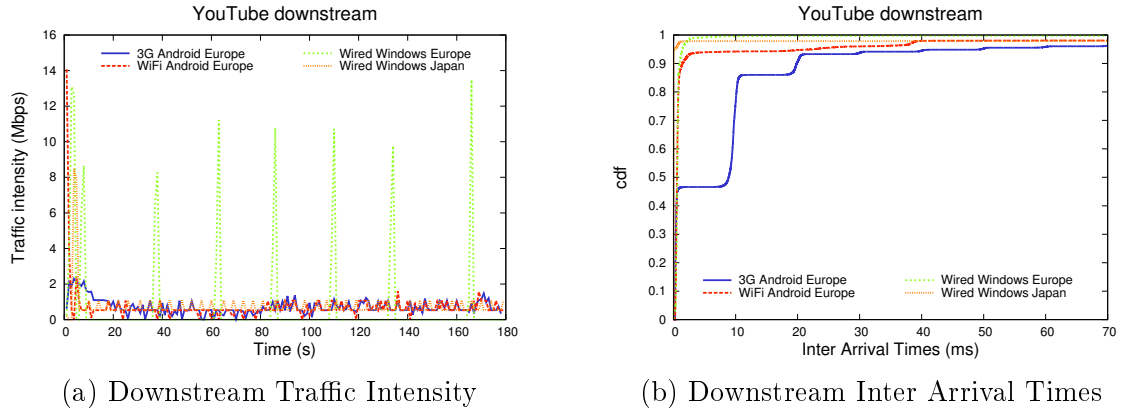 YouTube downstream
16
14
12
10
8
6
4
2
0
Traffic intensity (Mbps)
3G Android Europe
WiFi Android Europe
Wired Windows Europe
Wired Windows Japan
0 20 40 60 80 100 120 140 160 180
Time (s)
(a) Downstream Traffic Intensity
YouTube downstream
1
0.9
0.8
0.7
0.6
0.5
0.4
0.3
0.2
0.1
0
cdf
3G Android Europe
WiFi Android Europe
Wired Windows Europe
Wired Windows Japan
0 10 20 30 40 50 60 70
Inter Arrival Times (ms)
(b) Downstream Inter Arrival Times